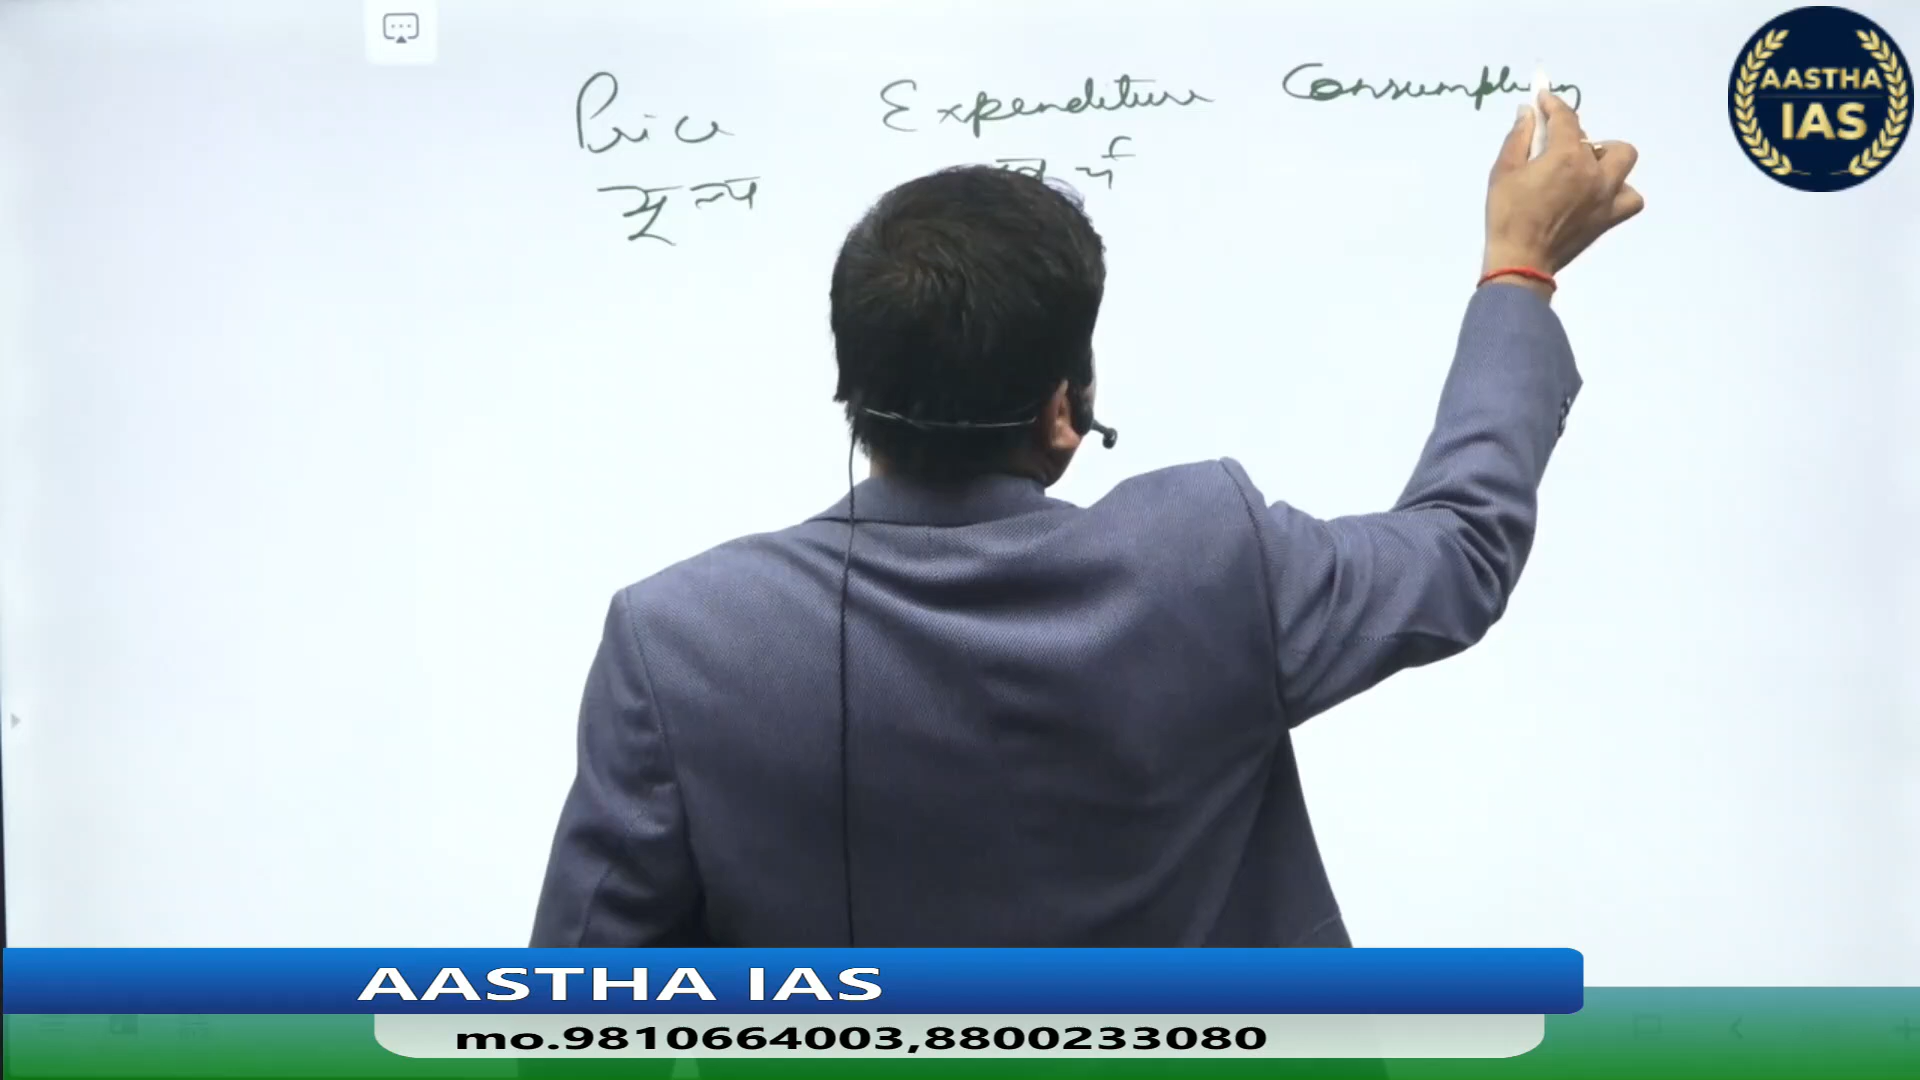 Price Expenditure Consumption
मूल्य
AASTHA
IAS
AASTHA IAS
mo.9810664003,8800233080